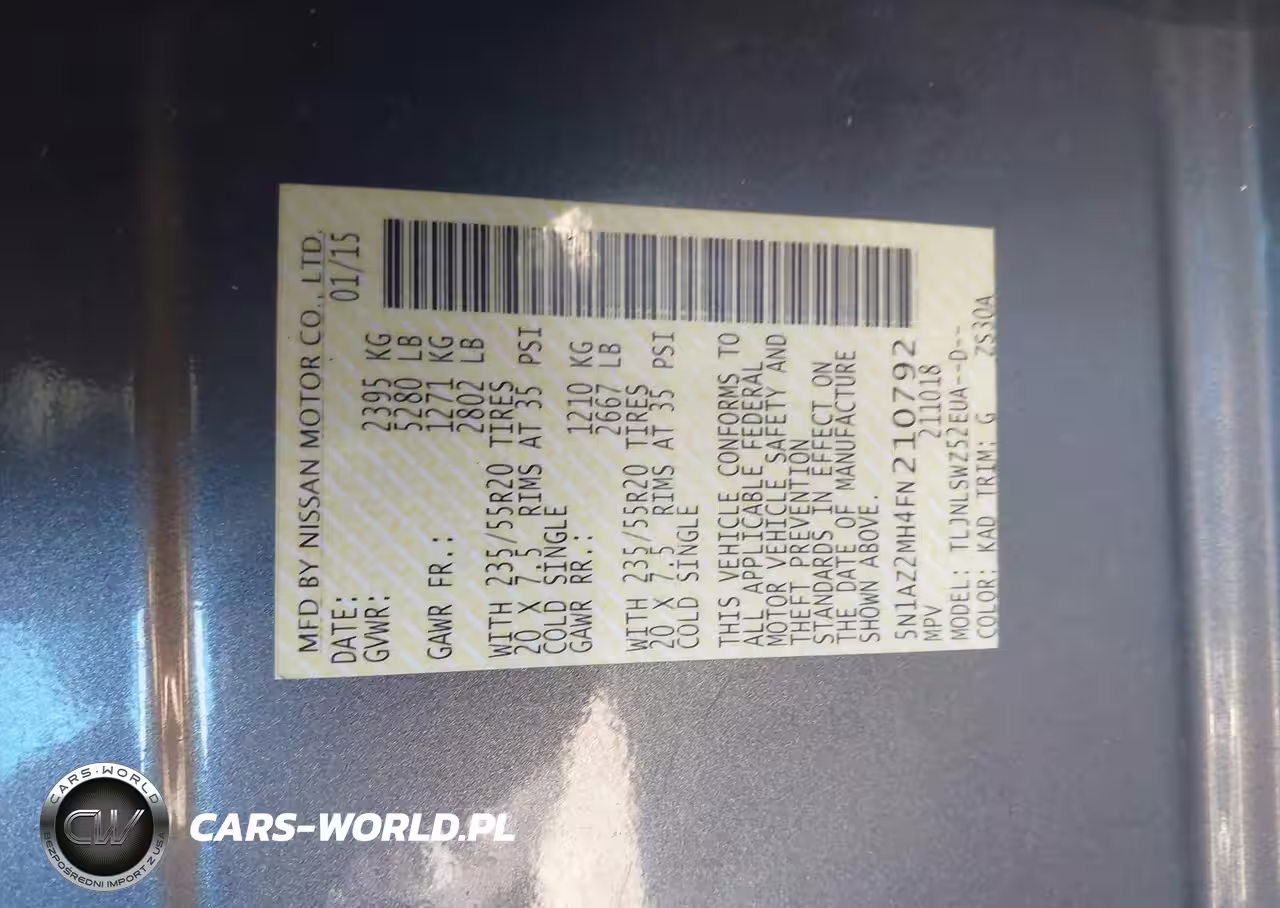 MFD BY NISSAN MOTOR CO., LTD.
DATE: 01/15
GVWR: 2395 KG
5280 LB
GAWR FR.: 1271 KG
2802 LB
WITH 235/55R20 TIRES
20 X 7.5 RIMS AT 35 PSI
COLD SINGLE
GAWR RR.: 1210 KG
2667 LB
WITH 235/55R20 TIRES
20 X 7.5 RIMS AT 35 PSI
COLD SINGLE
THIS VEHICLE CONFORMS TO
ALL APPLICABLE FEDERAL
MOTOR VEHICLE SAFETY AND
THEFT PREVENTION
STANDARDS IN EFFECT ON
THE DATE OF MANUFACTURE
SHOWN ABOVE.
5N1AZ2MH4FN210792
MPV 211018
MODEL: TLJNLSWZ52EUA--D--
COLOR: KAD TRIM: G ZS30A
CARS-WORLD
CW
BEZPOŚREDNI IMPORT Z USA
CARS-WORLD.PL